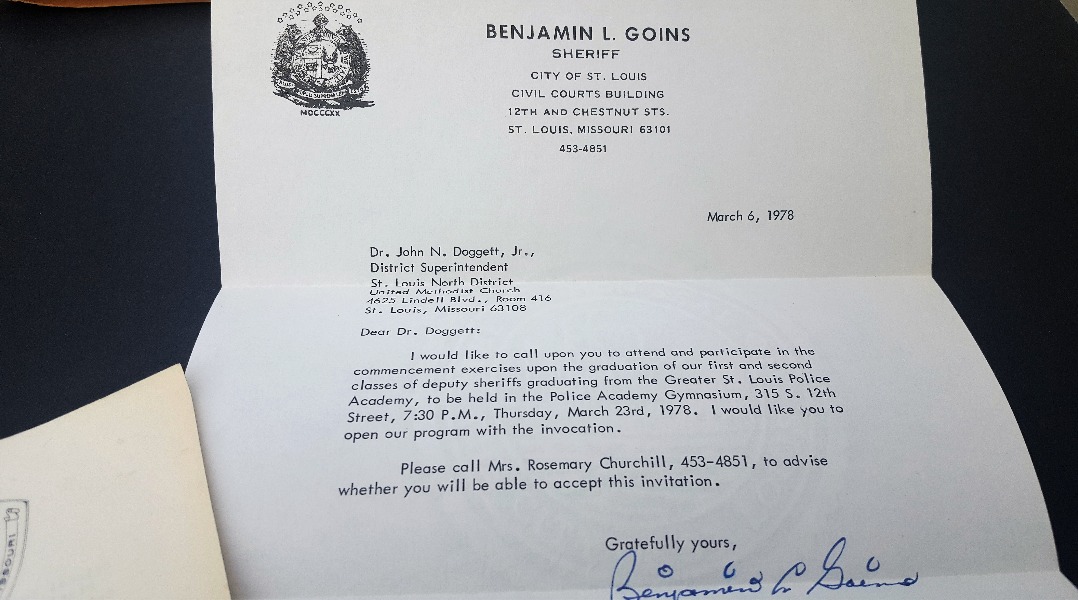 BENJAMIN L. GOINS
SHERIFF
CITY OF ST. LOUIS
CIVIL COURTS BUILDING
12TH AND CHESTNUT STS.
ST. LOUIS, MISSOURI 63101
453-4851
MDCCCXX
March 6, 1978
Dr. John N. Doggett, Jr.,
District Superintendent
St. Louis North District
United Methodist Church
4625 Lindell Blvd., Room 416
St. Louis, Missouri 63108
Dear Dr. Doggett:
I would like to call upon you to attend and participate in the
commencement exercises upon the graduation of our first and second
classes of deputy sheriffs graduating from the Greater St. Louis Police
Academy, to be held in the Police Academy Gymnasium, 315 S. 12th
Street, 7:30 P.M., Thursday, March 23rd, 1978. I would like you to
open our program with the invocation.
Please call Mrs. Rosemary Churchill, 453-4851, to advise
whether you will be able to accept this invitation.
Gratefully yours,
Benjamin L Goins
SSOURI